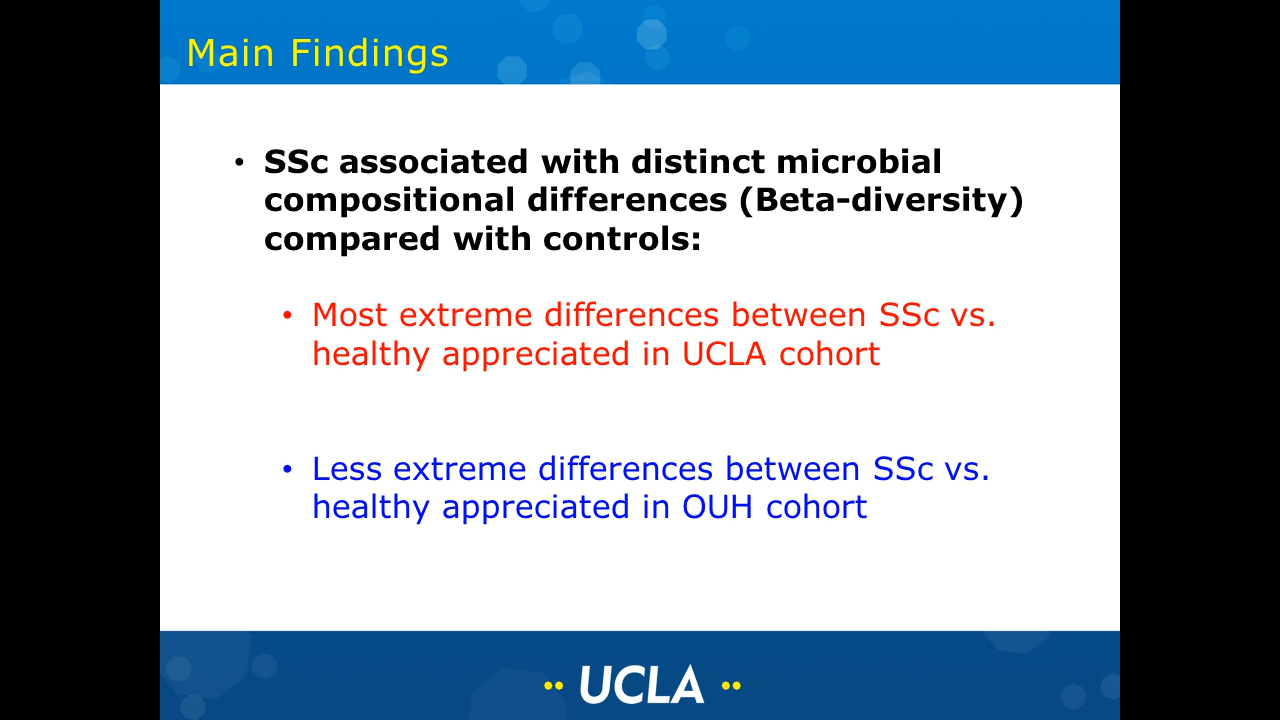 Main Findings
• SSc associated with distinct microbial
compositional differences (Beta-diversity)
compared with controls:
• Most extreme differences between SSc vs.
healthy appreciated in UCLA cohort
• Less extreme differences between SSc vs.
healthy appreciated in OUH cohort
UCLA